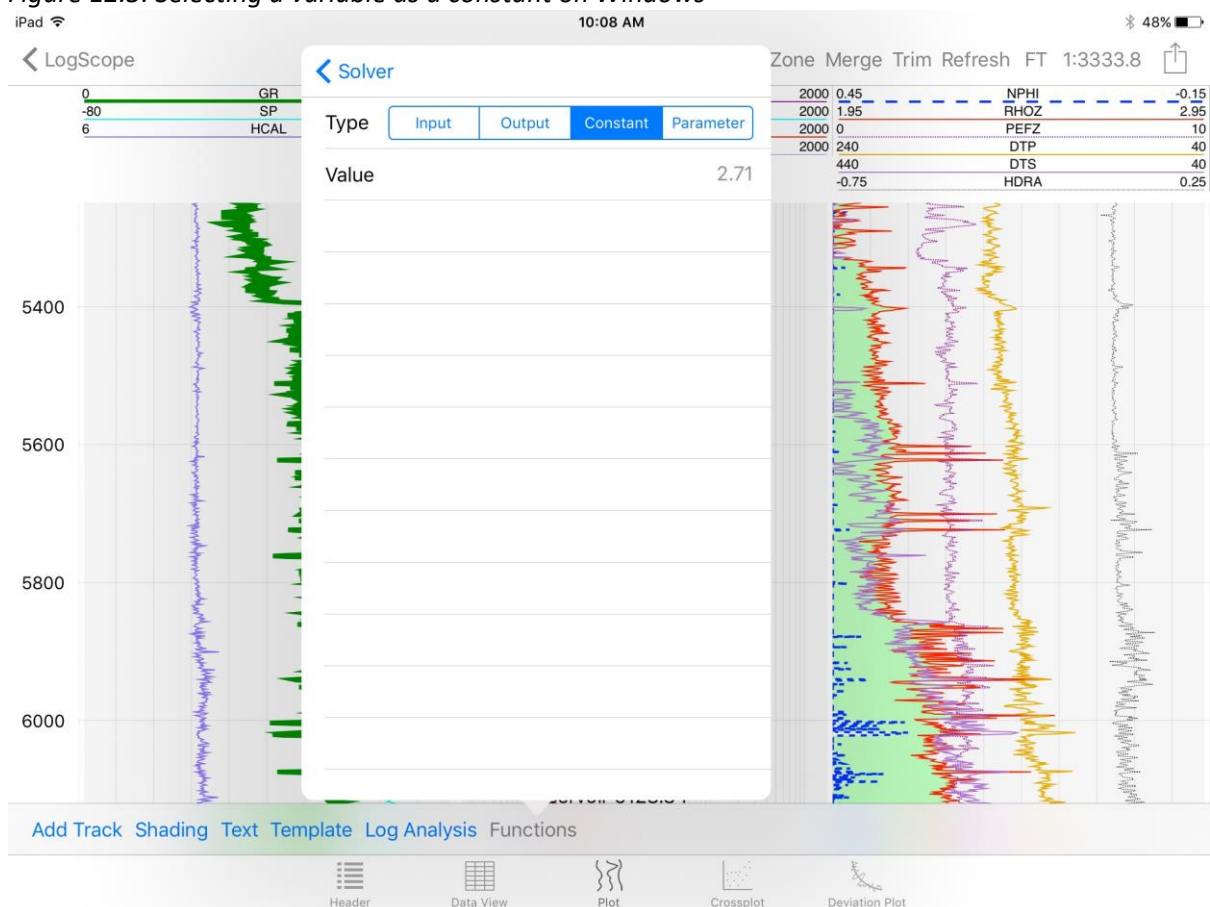 Figure 12.3: Selecting a variable as a constant on Windows
iPad 10:08 AM 48%
LogScope Solver Zone Merge Trim Refresh FT 1:3333.8
0 GR 2000 0.45 NPHI -0.15
-80 SP 2000 1.95 RHOZ 2.95
6 HCAL 2000 0 PEFZ 10
2000 240 DTP 40
440 DTS 40
-0.75 HDRA 0.25
Type Input Output Constant Parameter
Value 2.71
5400
5600
5800
6000
Add Track Shading Text Template Log Analysis Functions
Header Data View Plot Crossplot Deviation Plot